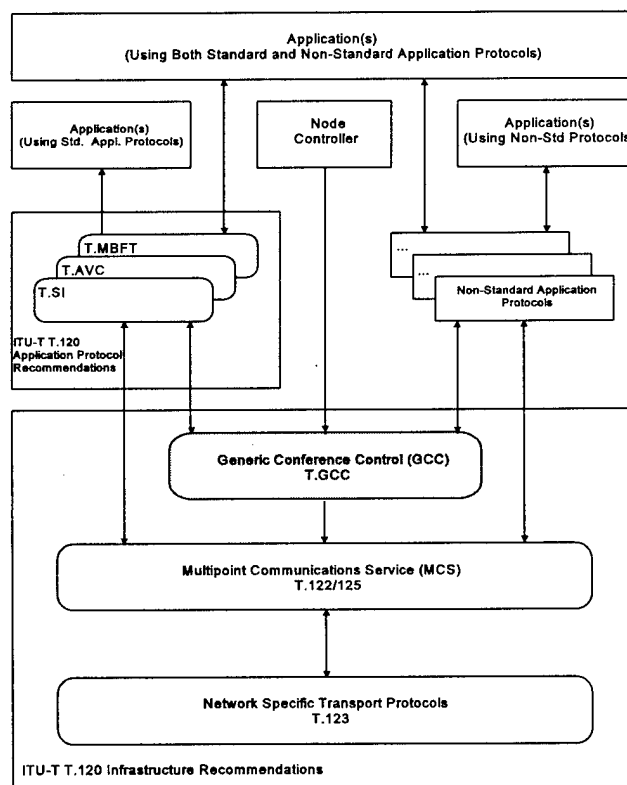 Application(s)
(Using Both Standard and Non-Standard Application Protocols)
Application(s)
(Using Std. Appl. Protocols)
Node
Controller
Application(s)
(Using Non-Std Protocols
T.MBFT
T.AVC
T.SI
...
...
Non-Standard Application
Protocols
ITU-T T.120
Application Protocol
Recommendations
Generic Conference Control (GCC)
T.GCC
Multipoint Communications Service (MCS)
T.122/125
Network Specific Transport Protocols
T.123
ITU-T T.120 Infrastructure Recommendations